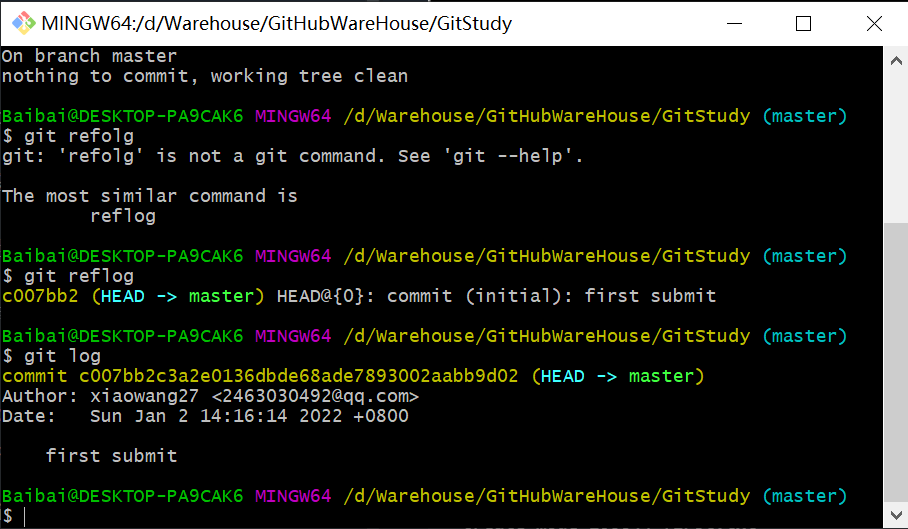 MINGW64:/d/Warehouse/GitHubWareHouse/GitStudy
On branch master
nothing to commit, working tree clean
Baibai@DESKTOP-PA9CAK6 MINGW64 /d/Warehouse/GitHubWareHouse/GitStudy (master)
$ git refolg
git: 'refolg' is not a git command. See 'git --help'.
The most similar command is
reflog
Baibai@DESKTOP-PA9CAK6 MINGW64 /d/Warehouse/GitHubWareHouse/GitStudy (master)
$ git reflog
c007bb2 (HEAD -> master) HEAD@{0}: commit (initial): first submit
Baibai@DESKTOP-PA9CAK6 MINGW64 /d/Warehouse/GitHubWareHouse/GitStudy (master)
$ git log
commit c007bb2c3a2e0136dbde68ade7893002aabb9d02 (HEAD -> master)
Author: xiaowang27 <2463030492@qq.com>
Date:   Sun Jan 2 14:16:14 2022 +0800
first submit
Baibai@DESKTOP-PA9CAK6 MINGW64 /d/Warehouse/GitHubWareHouse/GitStudy (master)
$